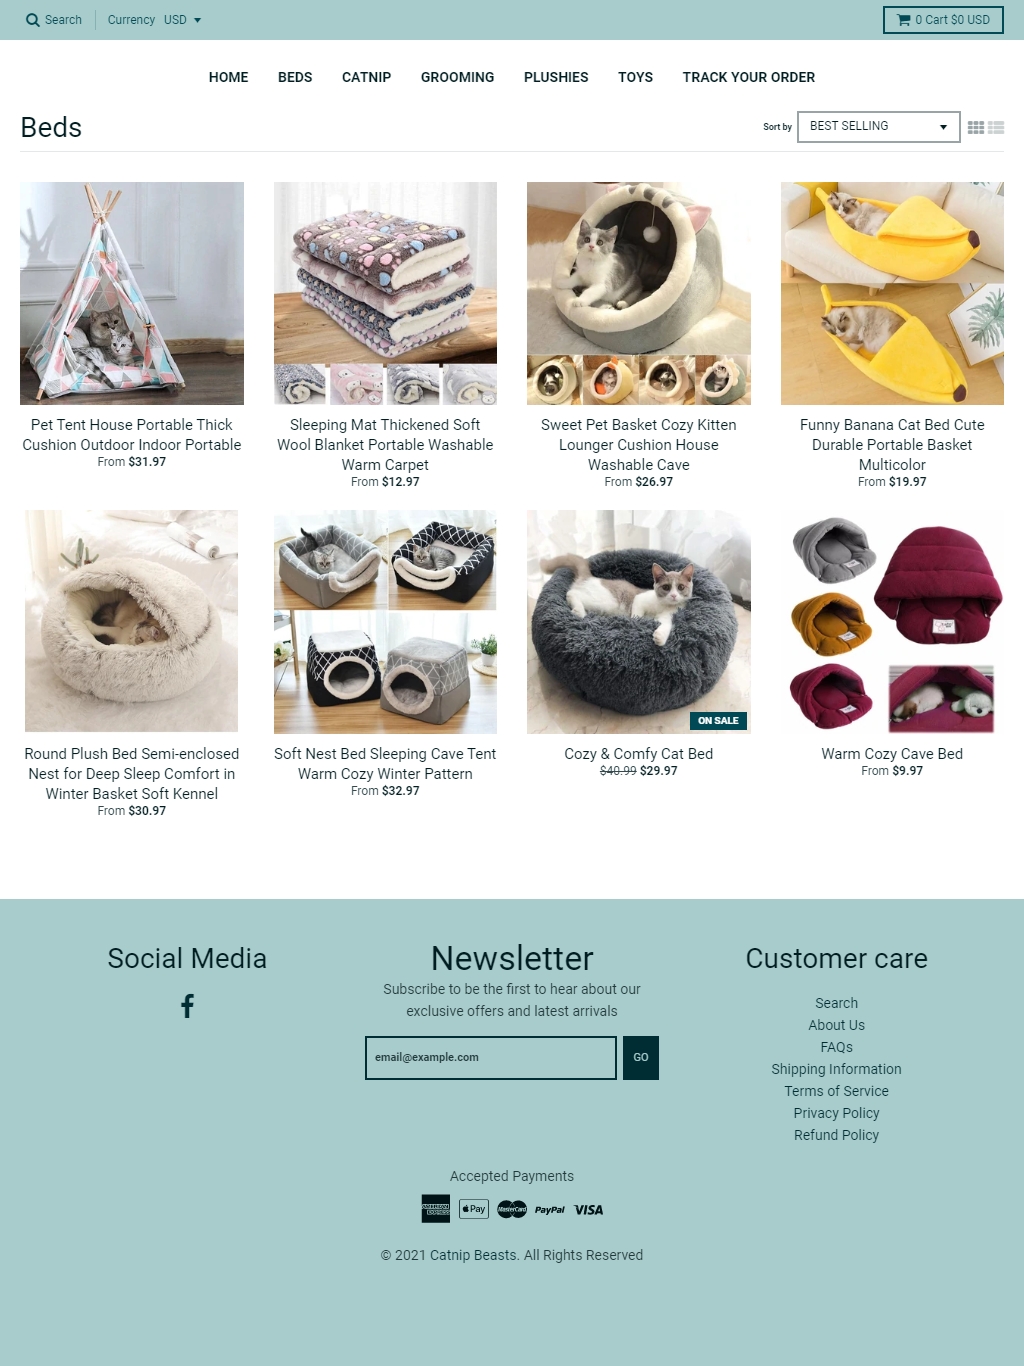 Search
Currency USD
0 Cart $0 USD
HOME BEDS CATNIP GROOMING PLUSHIES TOYS TRACK YOUR ORDER
Beds
Sort by
BEST SELLING
Pet Tent House Portable Thick
Cushion Outdoor Indoor Portable
From $31.97
Sleeping Mat Thickened Soft
Wool Blanket Portable Washable
Warm Carpet
From $12.97
Sweet Pet Basket Cozy Kitten
Lounger Cushion House
Washable Cave
From $26.97
Funny Banana Cat Bed Cute
Durable Portable Basket
Multicolor
From $19.97
Round Plush Bed Semi-enclosed
Nest for Deep Sleep Comfort in
Winter Basket Soft Kennel
From $30.97
Soft Nest Bed Sleeping Cave Tent
Warm Cozy Winter Pattern
From $32.97
ON SALE
Cozy & Comfy Cat Bed
$40.99 $29.97
Warm Cozy Cave Bed
From $9.97
Social Media
Newsletter
Subscribe to be the first to hear about our
exclusive offers and latest arrivals
email@example.com
GO
Customer care
Search
About Us
FAQs
Shipping Information
Terms of Service
Privacy Policy
Refund Policy
Accepted Payments
AMERICAN EXPRESS Pay MasterCard PayPal VISA
© 2021 Catnip Beasts. All Rights Reserved